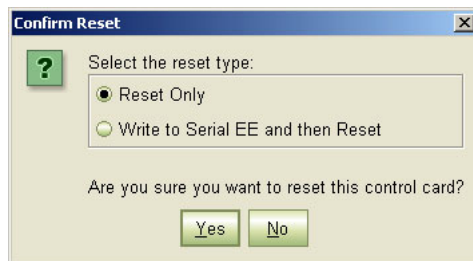 Confirm Reset
?
Select the reset type:
Reset Only
Write to Serial EE and then Reset
Are you sure you want to reset this control card?
Yes No